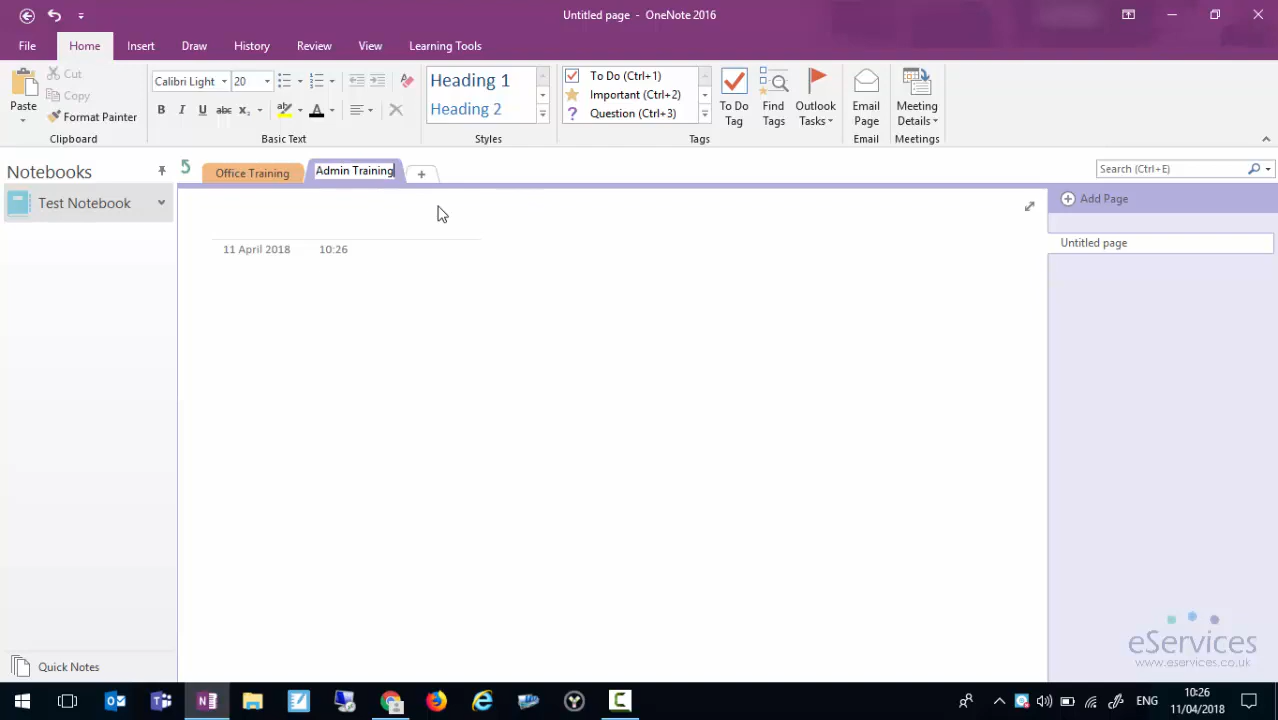 Untitled page - OneNote 2016
File Home Insert Draw History Review View Learning Tools
Paste
Cut
Copy
Format Painter
Clipboard
Calibri Light 20
B I U abc X₂ ab A
Basic Text
Heading 1
Heading 2
Styles
To Do (Ctrl+1)
Important (Ctrl+2)
Question (Ctrl+3)
Tags
To Do
Tag
Find
Tags
Outlook
Tasks
Email
Page
Email
Meeting
Details
Meetings
Notebooks
Office Training Admin Training +
Search (Ctrl+E)
Test Notebook
Add Page
11 April 2018 10:26
Untitled page
Quick Notes
eServices
www.eservices.co.uk
ENG
10:26
11/04/2018